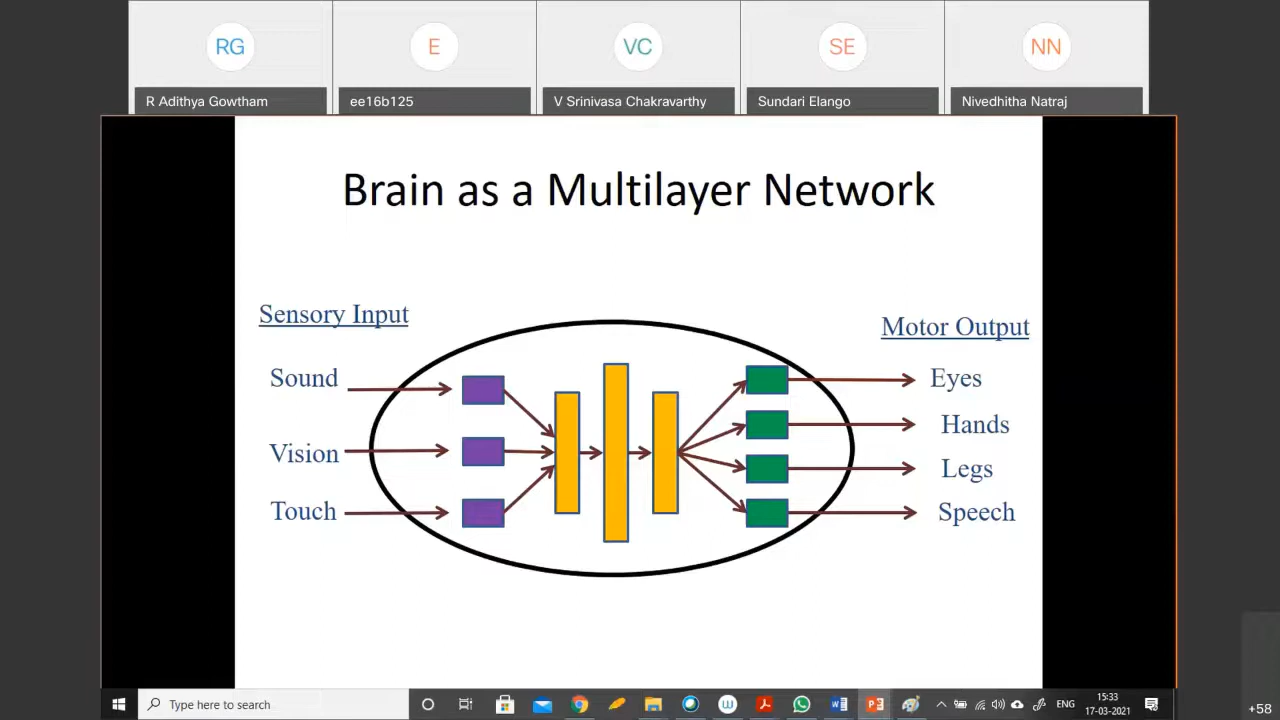 RG
E
VC
SE
NN
R Adithya Gowtham
ee16b125
V Srinivasa Chakravarthy
Sundari Elango
Nivedhitha Natraj
Brain as a Multilayer Network
Sensory Input
Sound
Vision
Touch
Motor Output
Eyes
Hands
Legs
Speech
Type here to search
ENG
15:33
17-03-2021
+58